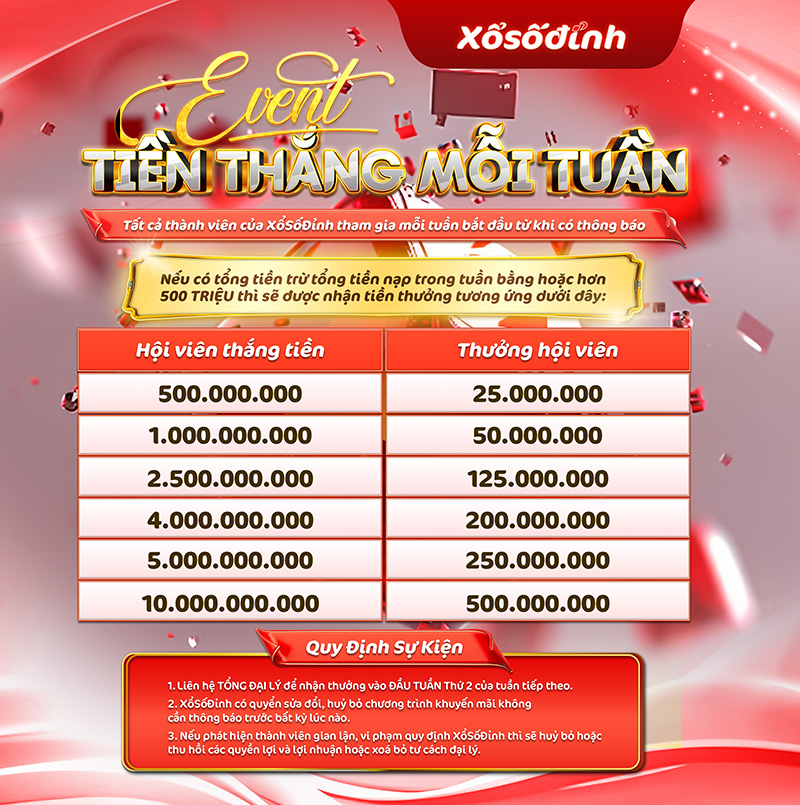 XổSốĐỉnh
Event
TIỀN THẮNG MỖI TUẦN
Tất cả thành viên của XổSốĐỉnh tham gia mỗi tuần bắt đầu từ khi có thông báo
Nếu có tổng tiền trừ tổng tiền nạp trong tuần bằng hoặc hơn
500 TRIỆU thì sẽ được nhận tiền thưởng tương ứng dưới đây:
Hội viên thắng tiền Thưởng hội viên
500.000.000 25.000.000
1.000.000.000 50.000.000
2.500.000.000 125.000.000
4.000.000.000 200.000.000
5.000.000.000 250.000.000
10.000.000.000 500.000.000
Quy Định Sự Kiện
1. Liên hệ TỔNG ĐẠI LÝ để nhận thưởng vào ĐẦU TUẦN Thứ 2 của tuần tiếp theo.
2. XổSốĐỉnh có quyền sửa đổi, huỷ bỏ chương trình khuyến mãi không
cần thông báo trước bất kỳ lúc nào.
3. Nếu phát hiện thành viên gian lận, vi phạm quy định XổSốĐỉnh thì sẽ huỷ bỏ hoặc
thu hồi các quyền lợi và lợi nhuận hoặc xoá bỏ tư cách đại lý.